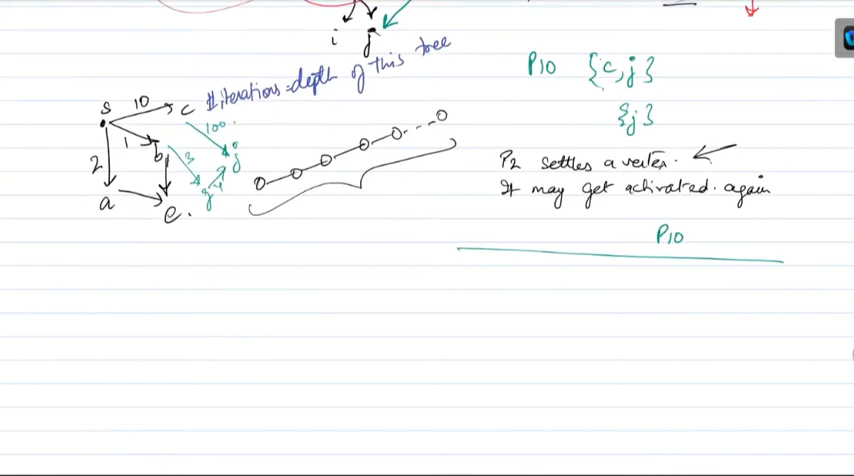 i j
#iterations=depth of this tree
S 10 c
100
1 b 3 j
2
a e. g
P10 {c,j}
{j}
P2 settles a vertex.
It may get activated again
P10